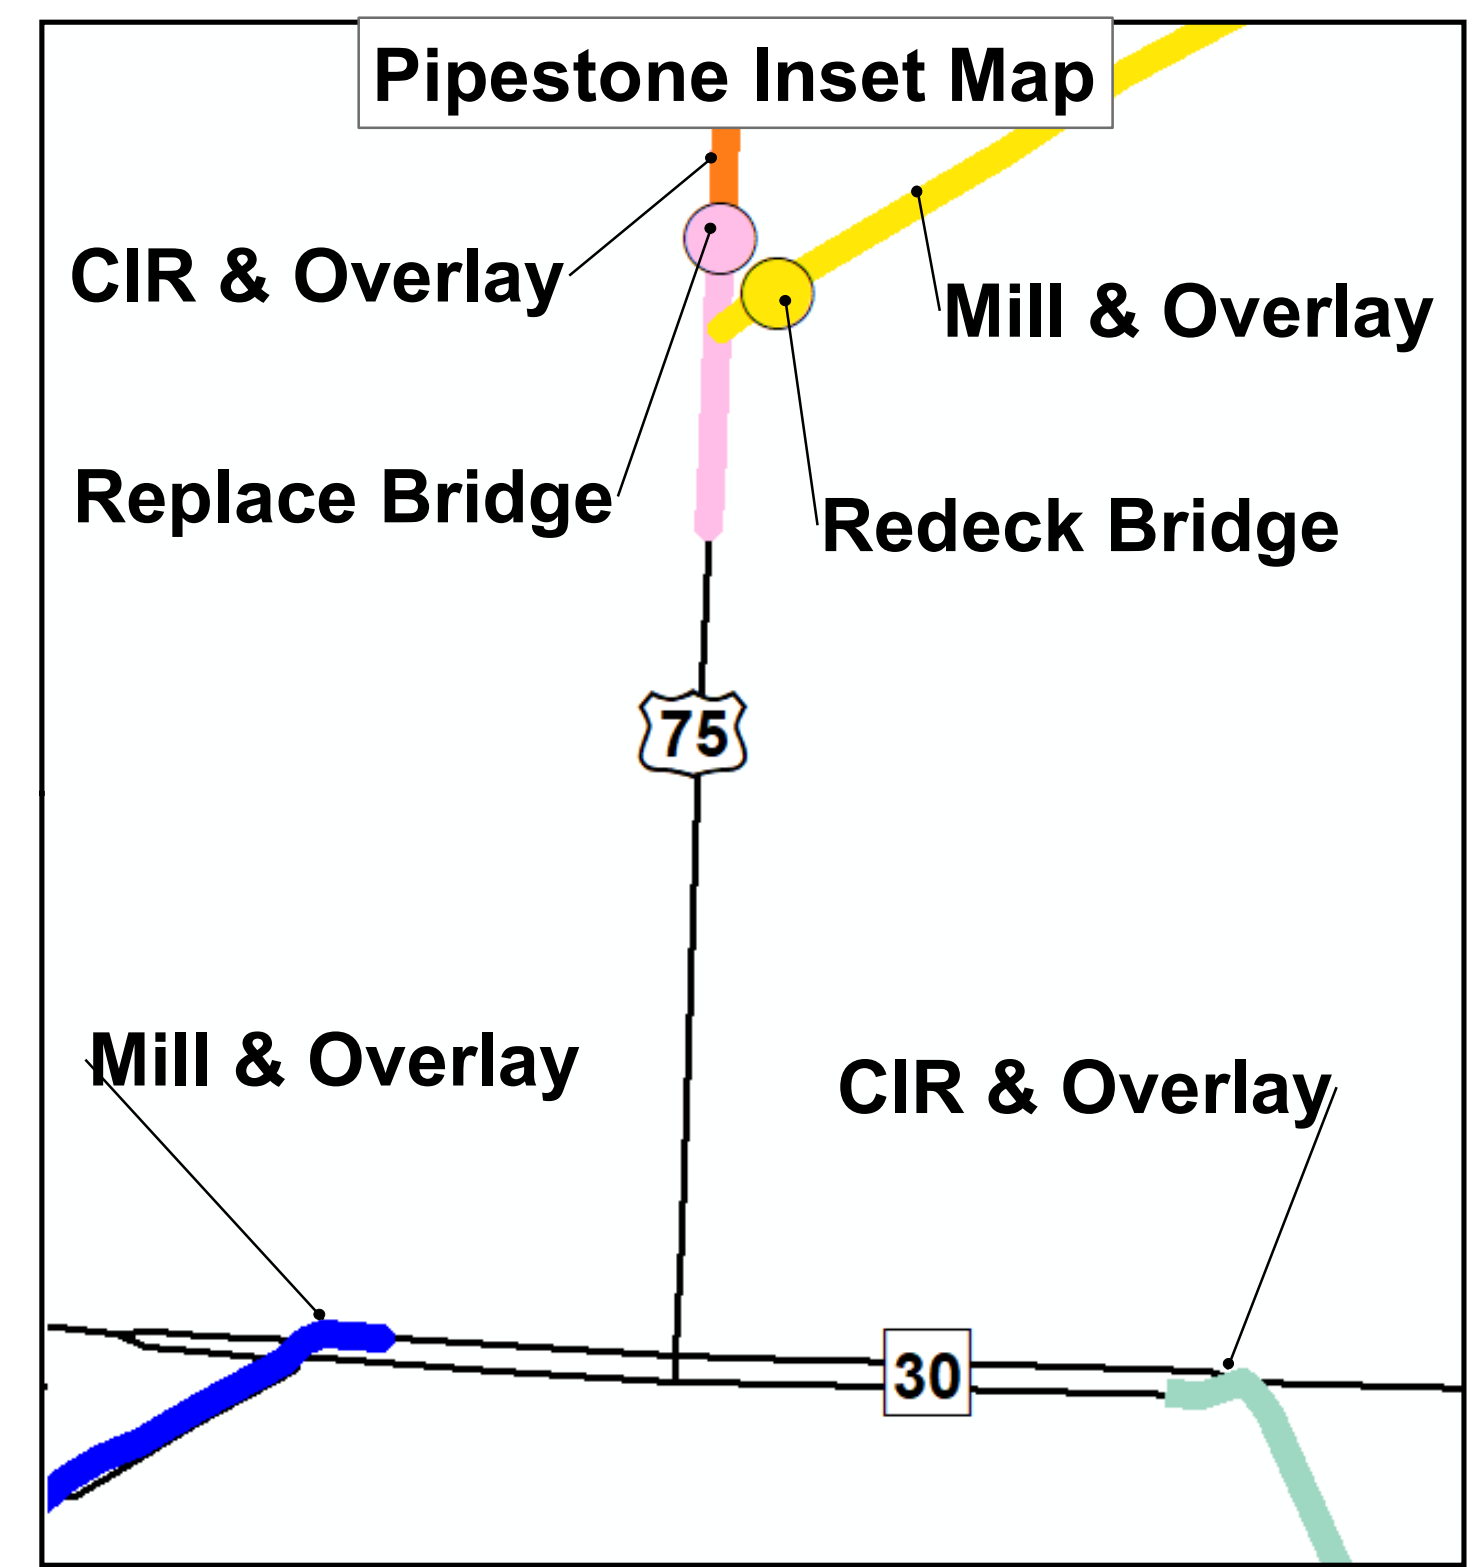 Pipestone Inset Map
CIR & Overlay
Mill & Overlay
Replace Bridge
Redeck Bridge
75
Mill & Overlay
CIR & Overlay
30